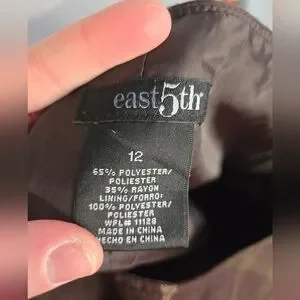 east5th
12
65% POLYESTER/
POLIESTER
35% RAYON
LINING/FORRO:
100% POLYESTER/
POLIESTER
WPL# 11128
MADE IN CHINA
HECHO EN CHINA